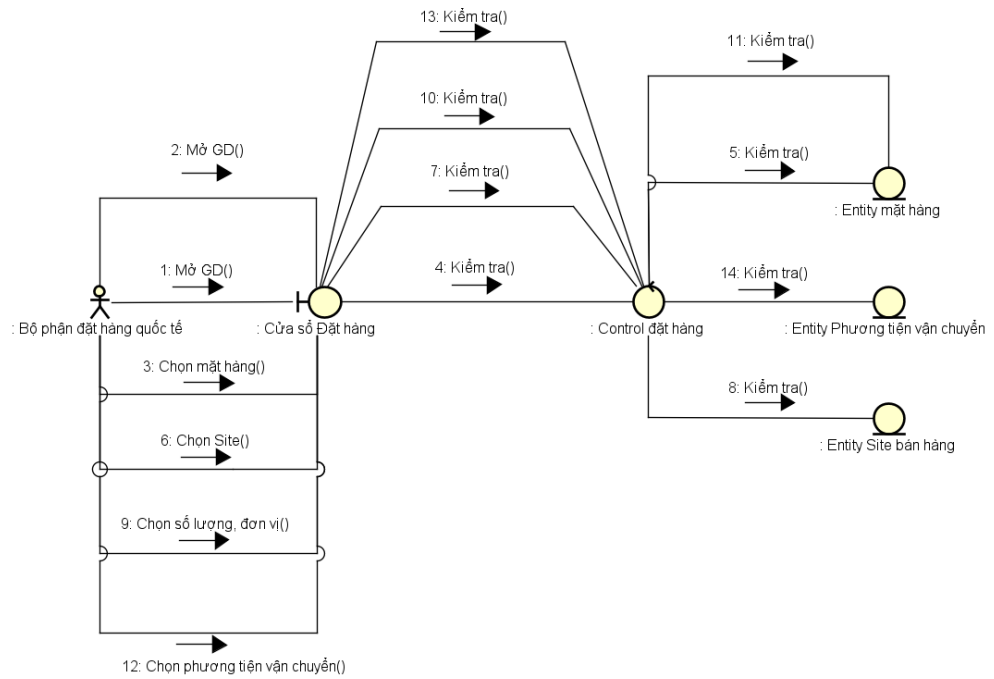 13: Kiểm tra()
11: Kiểm tra()
10: Kiểm tra()
2: Mở GD()
5: Kiểm tra()
7: Kiểm tra()
: Entity mặt hàng
1: Mở GD()
4: Kiểm tra()
14: Kiểm tra()
: Bộ phận đặt hàng quốc tế
: Cửa sổ Đặt hàng
: Control đặt hàng
: Entity Phương tiện vận chuyển
3: Chọn mặt hàng()
8: Kiểm tra()
6: Chọn Site()
: Entity Site bán hàng
9: Chọn số lượng, đơn vị()
12: Chọn phương tiện vận chuyển()